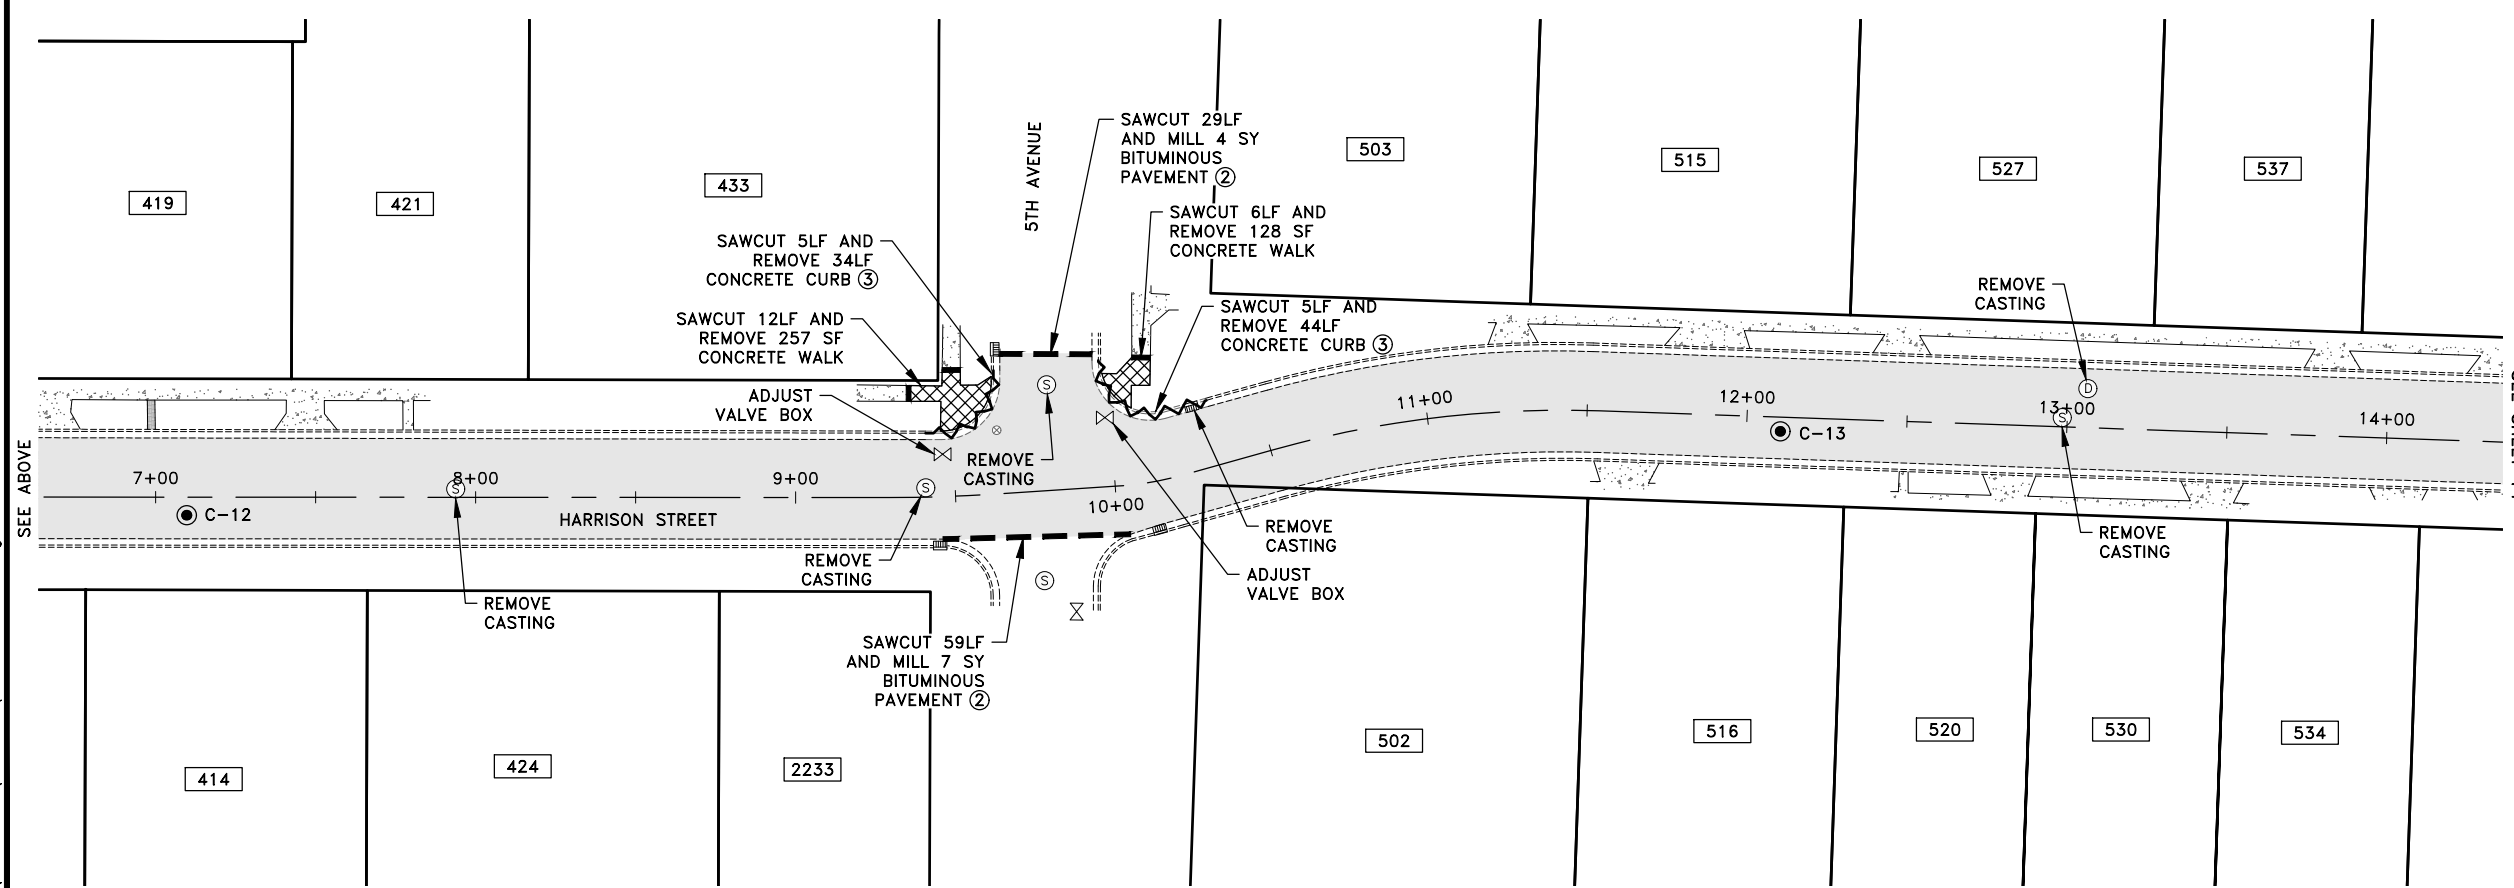 SAWCUT 29LF
AND MILL 4 SY
BITUMINOUS
PAVEMENT ②
5TH AVENUE
503
515
527
537
433
419
421
SAWCUT 6LF AND
REMOVE 128 SF
CONCRETE WALK
SAWCUT 5LF AND
REMOVE 34LF
CONCRETE CURB ③
REMOVE
CASTING
SAWCUT 5LF AND
REMOVE 44LF
CONCRETE CURB ③
SAWCUT 12LF AND
REMOVE 257 SF
CONCRETE WALK
ADJUST
VALVE BOX
S
D
11+00
12+00
13+00
S
14+00
C-13
SEE ABOVE
REMOVE
CASTING
7+00
8+00
S
9+00
S
10+00
C-12
HARRISON STREET
REMOVE
CASTING
REMOVE
CASTING
REMOVE
CASTING
S
ADJUST
VALVE BOX
REMOVE
CASTING
SAWCUT 59LF
AND MILL 7 SY
BITUMINOUS
PAVEMENT ②
414
424
2233
502
516
520
530
534